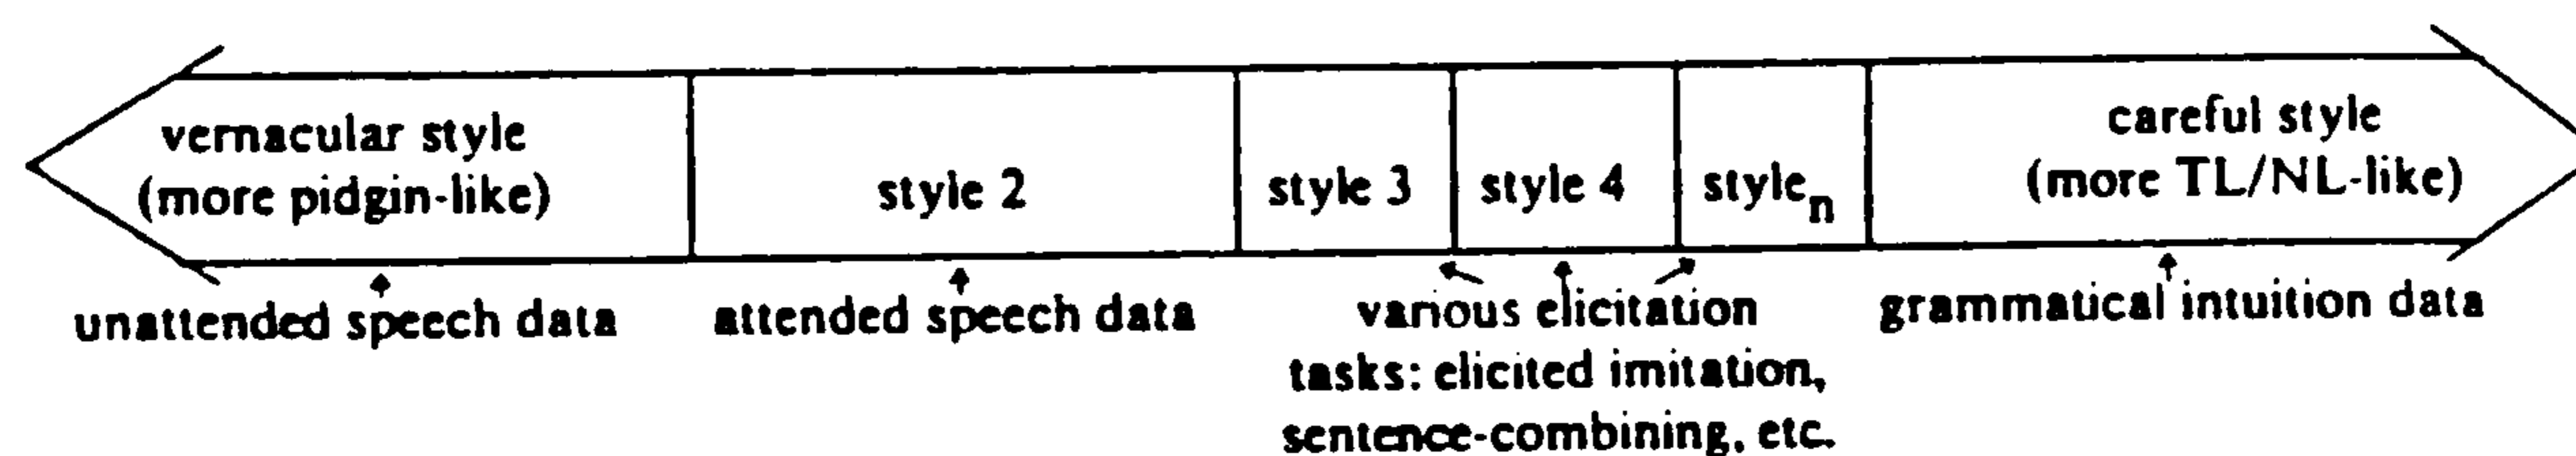 vernacular style
(more pidgin-like)
style 2
style 3
style 4
styleₙ
careful style
(more TL/NL-like)
unattended speech data
attended speech data
various elicitation
tasks: elicited imitation,
sentence-combining, etc.
grammatical intuition data